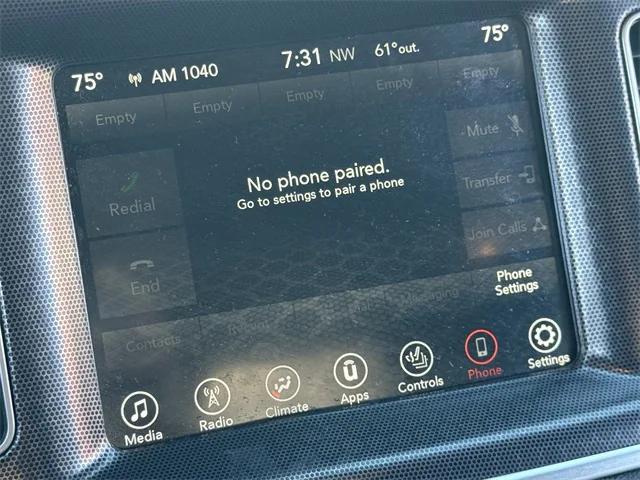 75° AM 1040 7:31 NW 61°out. 75°
Empty Empty Empty Empty Empty
Redial
No phone paired.
Go to settings to pair a phone
Mute
Transfer
Join Calls
End
Phone
Settings
Contacts
Media Radio Climate Apps Controls Phone Settings